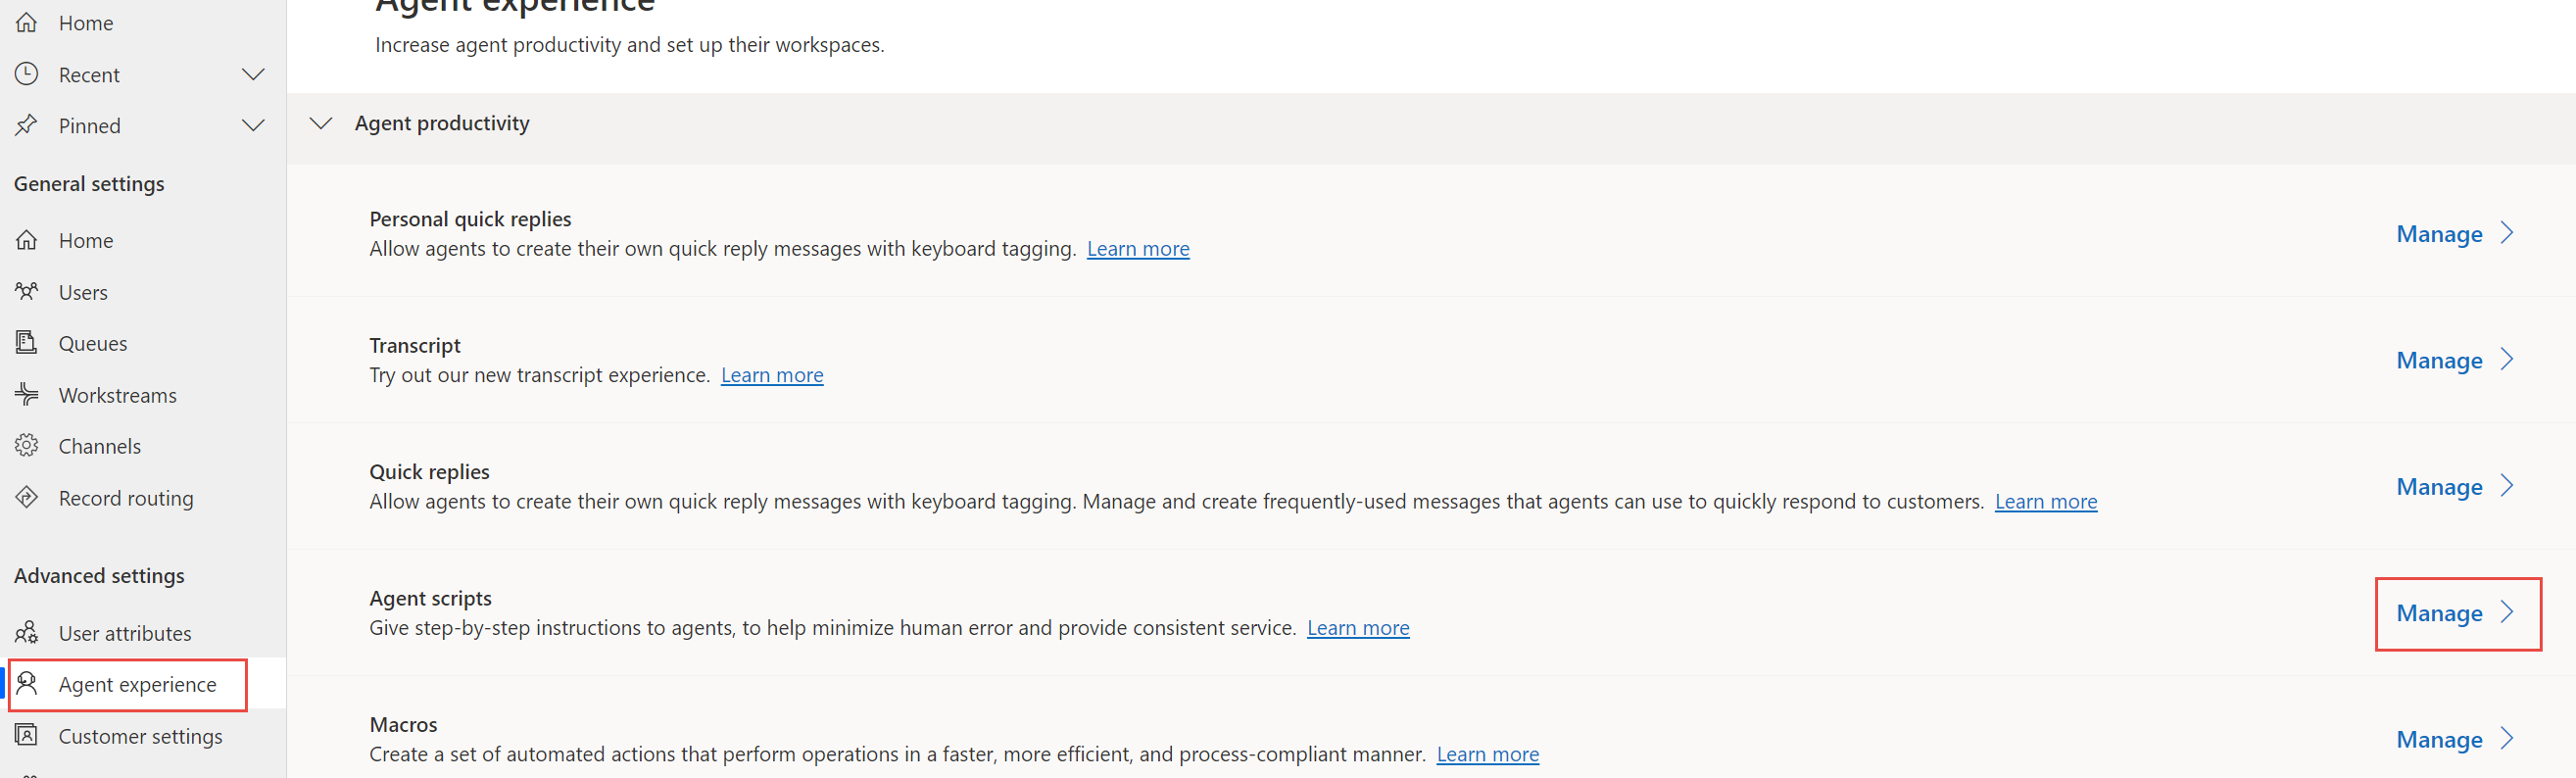 Home
Recent
Pinned
General settings
Home
Users
Queues
Workstreams
Channels
Record routing
Advanced settings
User attributes
Agent experience
Customer settings
Agent experience
Increase agent productivity and set up their workspaces.
Agent productivity
Personal quick replies
Allow agents to create their own quick reply messages with keyboard tagging. Learn more
Manage
Transcript
Try out our new transcript experience. Learn more
Manage
Quick replies
Allow agents to create their own quick reply messages with keyboard tagging. Manage and create frequently-used messages that agents can use to quickly respond to customers. Learn more
Manage
Agent scripts
Give step-by-step instructions to agents, to help minimize human error and provide consistent service. Learn more
Manage
Macros
Create a set of automated actions that perform operations in a faster, more efficient, and process-compliant manner. Learn more
Manage